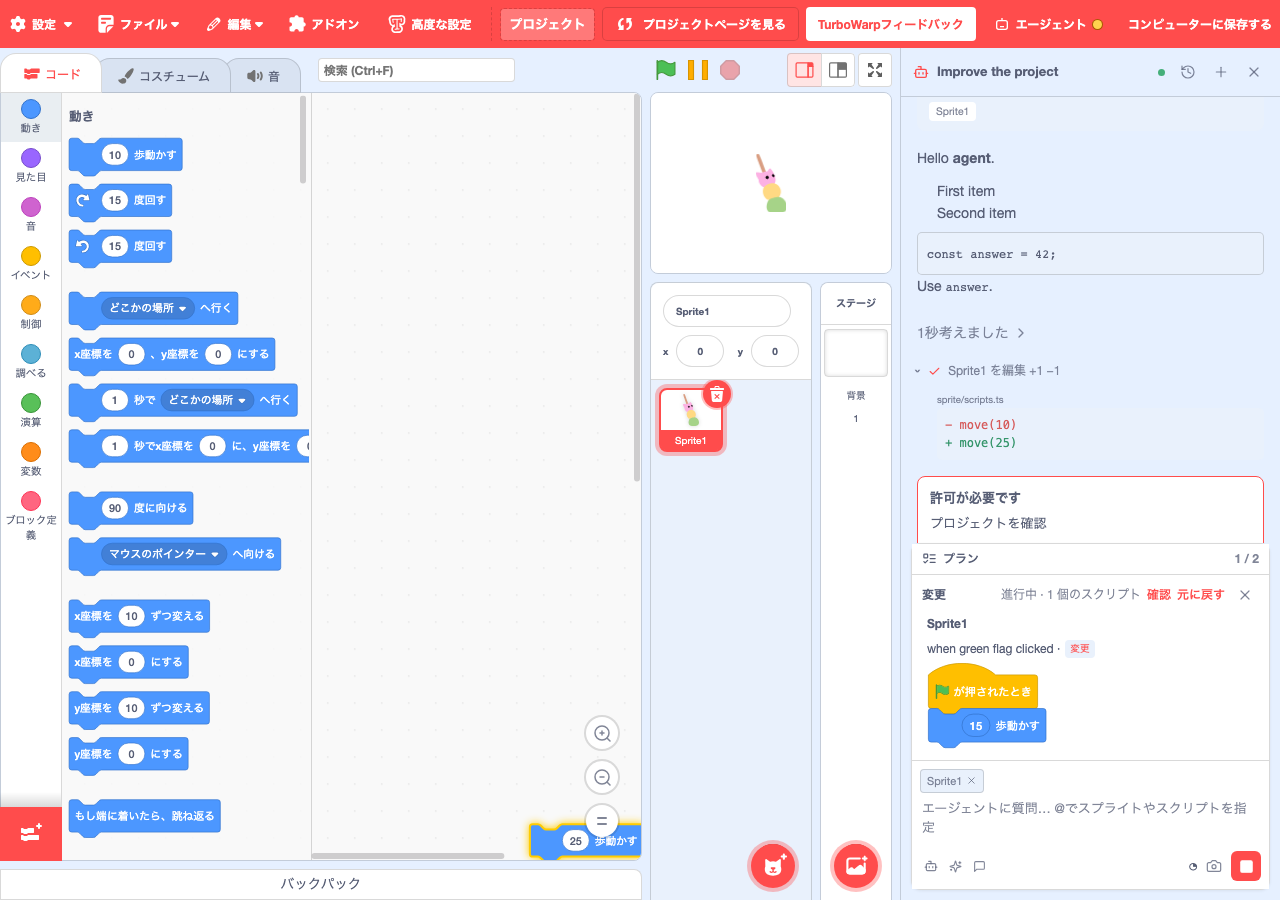 設定
ファイル
編集
アドオン
高度な設定
プロジェクト
プロジェクトページを見る
TurboWarpフィードバック
エージェント
コンピューターに保存する
コード
コスチューム
音
検索 (Ctrl+F)
動き
見た目
音
イベント
制御
調べる
演算
変数
ブロック定義
動き
10 歩動かす
15 度回す
15 度回す
どこかの場所 へ行く
x座標を 0 、y座標を 0 にする
1 秒で どこかの場所 へ行く
1 秒でx座標を 0 に、y座標を
90 度に向ける
マウスのポインター へ向ける
x座標を 10 ずつ変える
x座標を 0 にする
y座標を 10 ずつ変える
y座標を 0 にする
もし端に着いたら、跳ね返る
25 歩動かす
バックパック
Sprite1
x 0 y 0
Sprite1
ステージ
背景
1
Improve the project
Sprite1
Hello agent.
First item
Second item
const answer = 42;
Use answer.
1秒考えました
Sprite1 を編集 +1 −1
sprite/scripts.ts
− move(10)
+ move(25)
許可が必要です
プロジェクトを確認
プラン 1 / 2
変更 進行中 · 1 個のスクリプト 確認 元に戻す
Sprite1
when green flag clicked · 変更
が押されたとき
15 歩動かす
Sprite1
エージェントに質問… @でスプライトやスクリプトを指
定